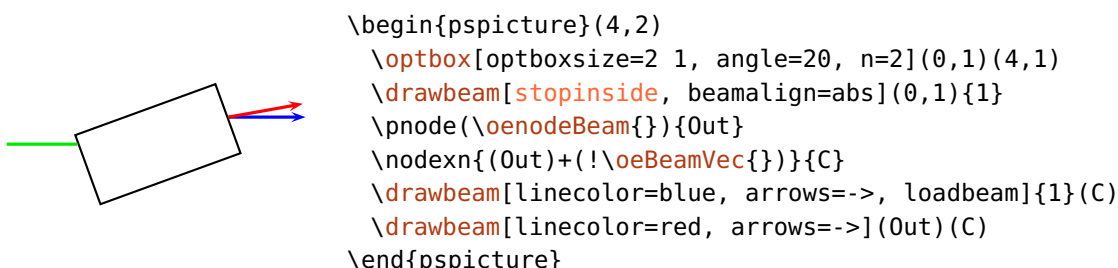 \begin{pspicture}(4,2)
  \optbox[optboxsize=2 1, angle=20, n=2](0,1)(4,1)
  \drawbeam[stopinside, beamalign=abs](0,1){1}
  \pnode(\oenodeBeam{}){Out}
  \nodexn{(Out)+(!\oeBeamVec{})}{C}
  \drawbeam[linecolor=blue, arrows=->, loadbeam]{1}(C)
  \drawbeam[linecolor=red, arrows=->](Out)(C)
\end{pspicture}